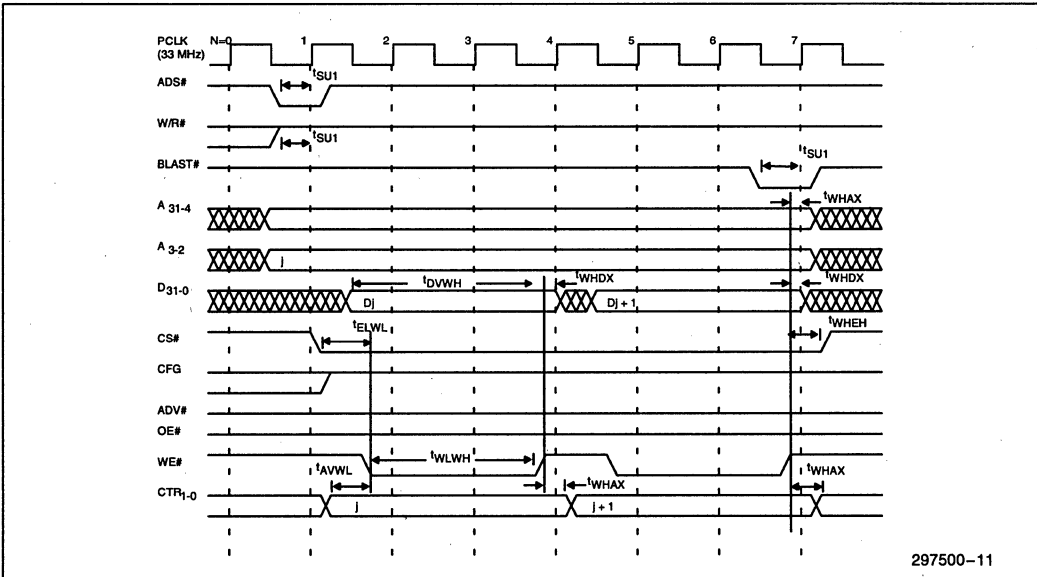 PCLK N=0 1 2 3 4 5 6 7
(33 MHz)
tSU1
ADS#
W/R#
tSU1
BLAST#
tSU1
tWHAX
A 31-4
A 3-2
j
tDVWH tWHDX tWHDX
D31-0
Dj Dj + 1
tELWL tWHEH
CS#
CFG
ADV#
OE#
WE#
tWLWH
tAVWL tWHAX tWHAX
CTR1-0
j j + 1
297500-11